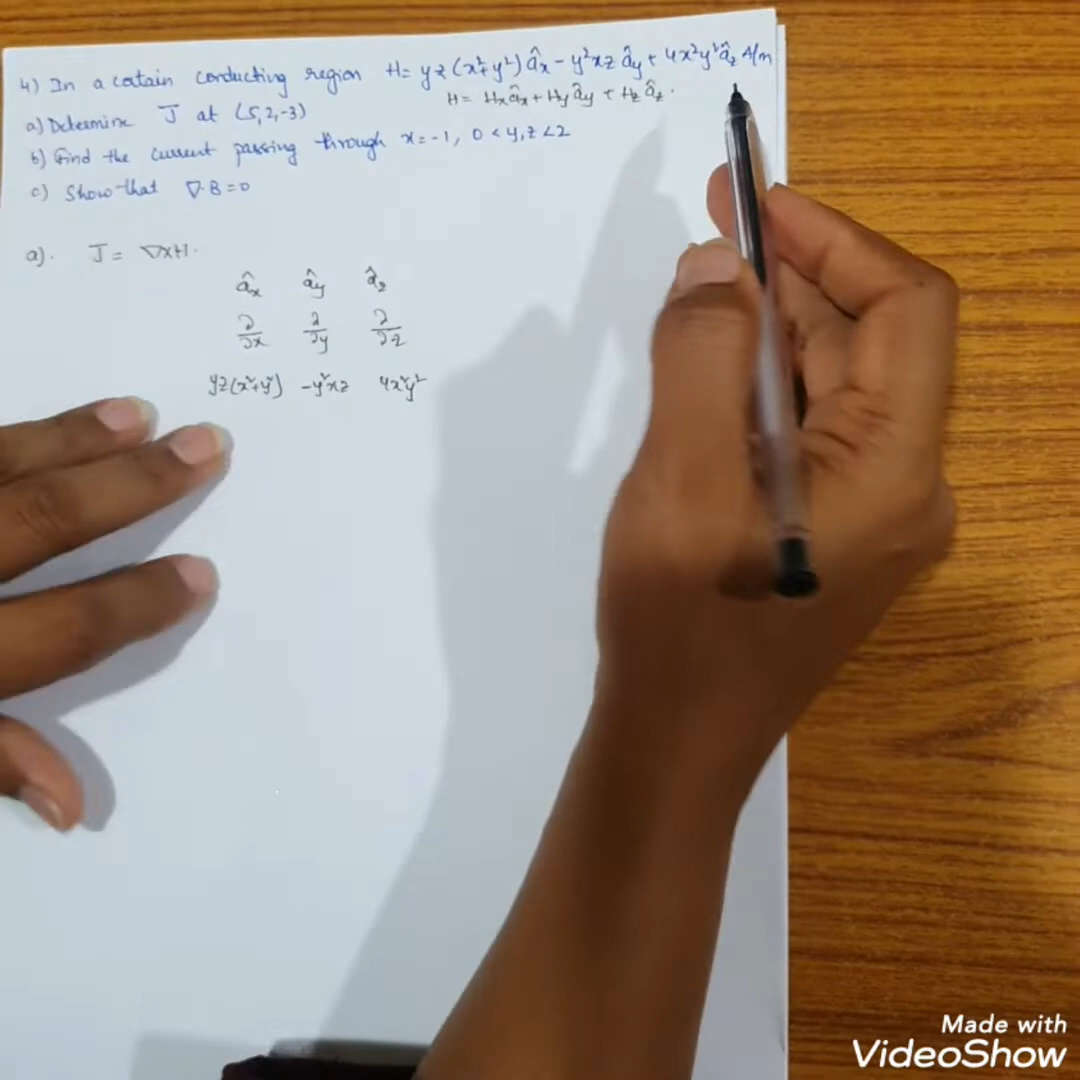 4) In a certain conducting region H = yz(x²+y²) âx - y²xz ây + 4x²y² âz A/m
H = Hx âx + Hy ây + Hz âz.
a) Determine J at (5,2,-3)
b) Find the current passing through x = -1, 0 < y, z < 2
c) Show that ∇·B = 0
a). J = ∇×H.
âx ây âz
∂/∂x ∂/∂y ∂/∂z
yz(x²+y²) -y²xz 4x²y²
Made with
VideoShow